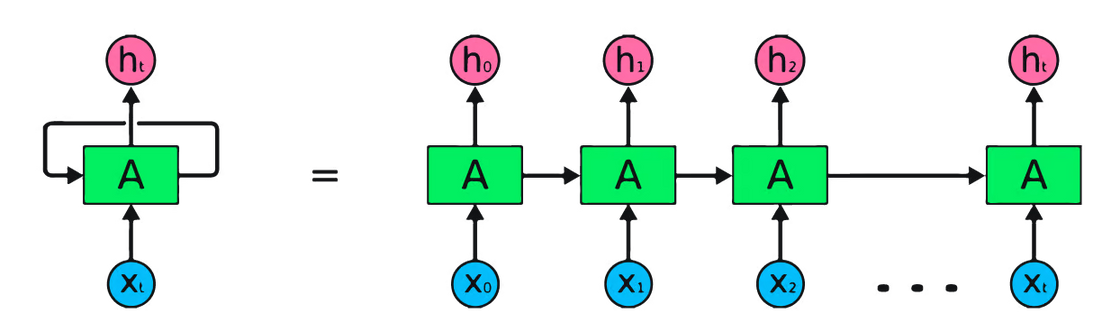 hₜ h₀ h₁ h₂ hₜ
A = A A A A
xₜ x₀ x₁ x₂ . . . xₜ